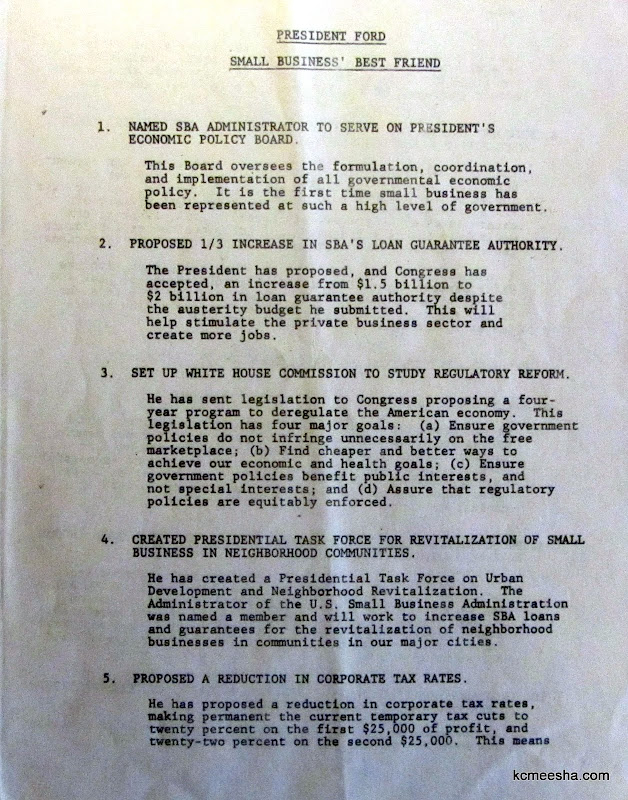 PRESIDENT FORD
SMALL BUSINESS' BEST FRIEND
1. NAMED SBA ADMINISTRATOR TO SERVE ON PRESIDENT'S
ECONOMIC POLICY BOARD.
This Board oversees the formulation, coordination,
and implementation of all governmental economic
policy. It is the first time small business has
been represented at such a high level of government.
2. PROPOSED 1/3 INCREASE IN SBA'S LOAN GUARANTEE AUTHORITY.
The President has proposed, and Congress has
accepted, an increase from $1.5 billion to
$2 billion in loan guarantee authority despite
the austerity budget he submitted. This will
help stimulate the private business sector and
create more jobs.
3. SET UP WHITE HOUSE COMMISSION TO STUDY REGULATORY REFORM.
He has sent legislation to Congress proposing a four-
year program to deregulate the American economy. This
legislation has four major goals: (a) Ensure government
policies do not infringe unnecessarily on the free
marketplace; (b) Find cheaper and better ways to
achieve our economic and health goals; (c) Ensure
government policies benefit public interests, and
not special interests; and (d) Assure that regulatory
policies are equitably enforced.
4. CREATED PRESIDENTIAL TASK FORCE FOR REVITALIZATION OF SMALL
BUSINESS IN NEIGHBORHOOD COMMUNITIES.
He has created a Presidential Task Force on Urban
Development and Neighborhood Revitalization. The
Administrator of the U.S. Small Business Administration
was named a member and will work to increase SBA loans
and guarantees for the revitalization of neighborhood
businesses in communities in our major cities.
5. PROPOSED A REDUCTION IN CORPORATE TAX RATES.
He has proposed a reduction in corporate tax rates,
making permanent the current temporary tax cuts to
twenty percent on the first $25,000 of profit, and
twenty-two percent on the second $25,000. This means
kcmeesha.com